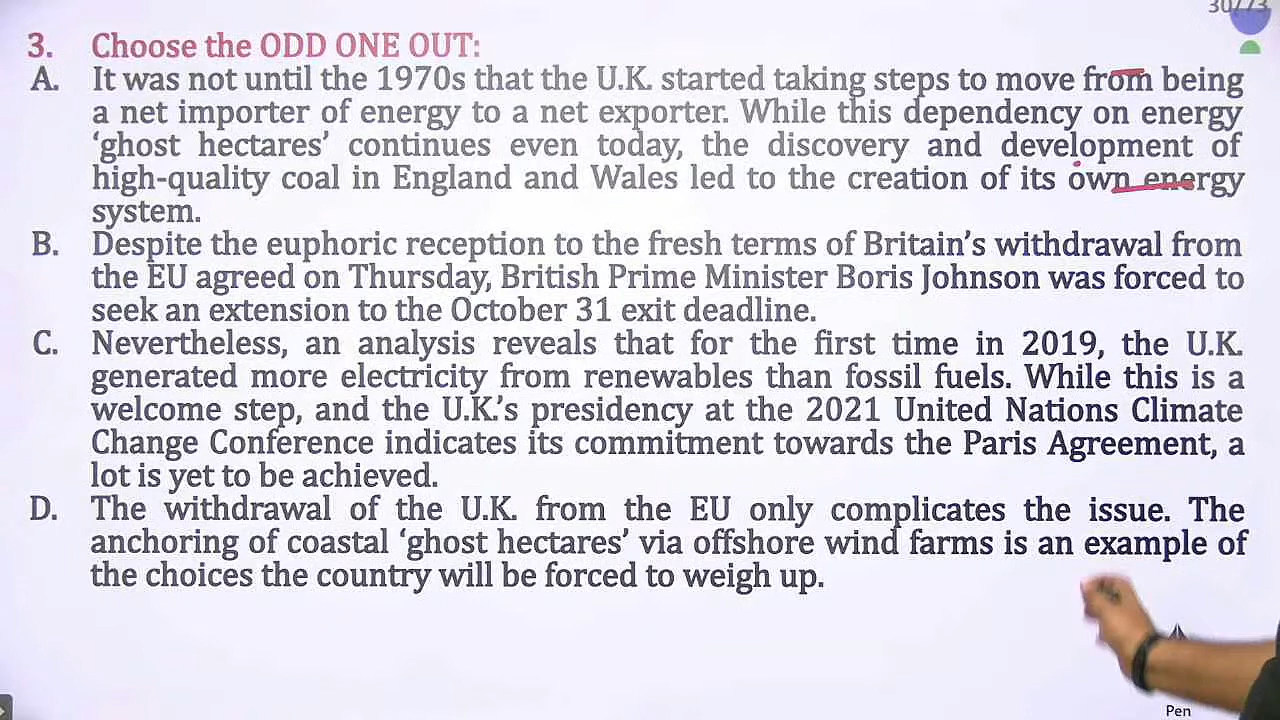 30/73
3. Choose the ODD ONE OUT:
A. It was not until the 1970s that the U.K. started taking steps to move from being
a net importer of energy to a net exporter. While this dependency on energy
‘ghost hectares’ continues even today, the discovery and development of
high-quality coal in England and Wales led to the creation of its own energy
system.
B. Despite the euphoric reception to the fresh terms of Britain’s withdrawal from
the EU agreed on Thursday, British Prime Minister Boris Johnson was forced to
seek an extension to the October 31 exit deadline.
C. Nevertheless, an analysis reveals that for the first time in 2019, the U.K.
generated more electricity from renewables than fossil fuels. While this is a
welcome step, and the U.K.’s presidency at the 2021 United Nations Climate
Change Conference indicates its commitment towards the Paris Agreement, a
lot is yet to be achieved.
D. The withdrawal of the U.K. from the EU only complicates the issue. The
anchoring of coastal ‘ghost hectares’ via offshore wind farms is an example of
the choices the country will be forced to weigh up.
Pen